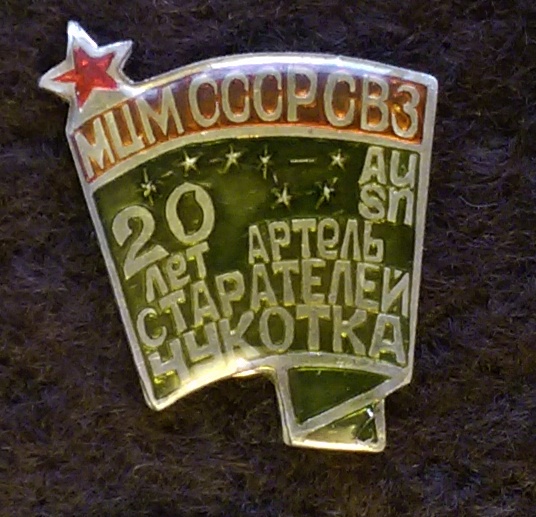 МЦМ СССР СВЗ
Au
Sn
20
лет
АРТЕЛЬ
СТАРАТЕЛЕЙ
ЧУКОТКА